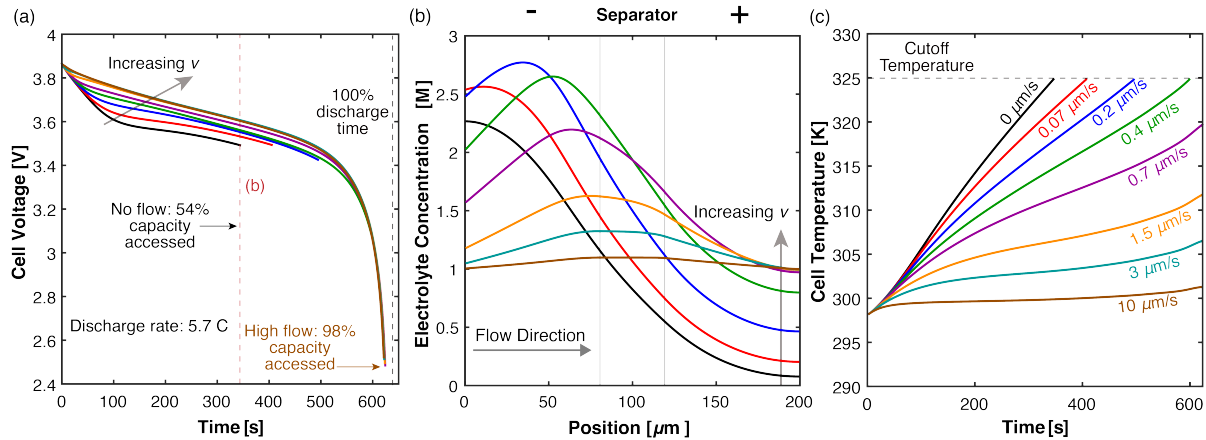 (a)
4
3.8
3.6
3.4
3.2
3
2.8
2.6
2.4
Cell Voltage [V]
0 100 200 300 400 500 600
Time [s]
Increasing v
100%
discharge
time
(b)
No flow: 54%
capacity
accessed
Discharge rate: 5.7 C
High flow: 98%
capacity
accessed
(b)
- Separator +
3
2.5
2
1.5
1
0.5
0
Electrolyte Concentration [M]
0 50 100 150 200
Position [µm ]
Increasing v
Flow Direction
(c)
330
325
320
315
310
305
300
295
290
Cell Temperature [K]
0 200 400 600
Time [s]
Cutoff
Temperature
0 µm/s
0.07 µm/s
0.2 µm/s
0.4 µm/s
0.7 µm/s
1.5 µm/s
3 µm/s
10 µm/s